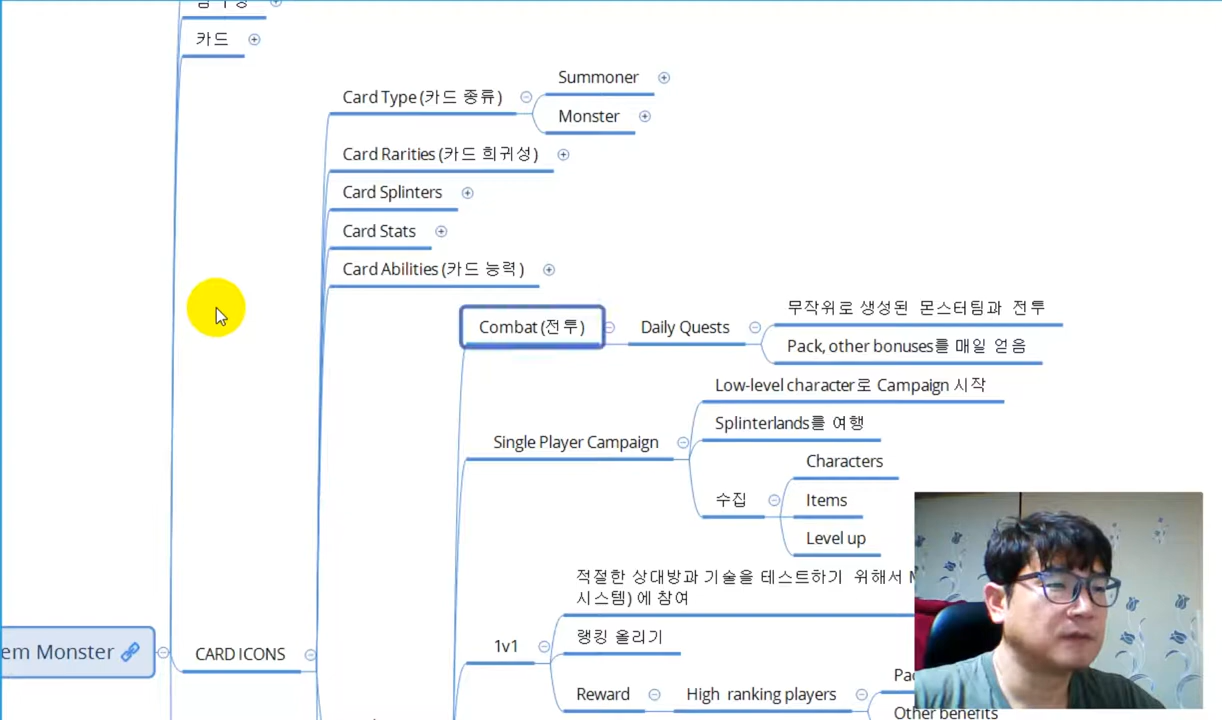 카드
Summoner
Card Type (카드 종류)
Monster
Card Rarities (카드 희귀성)
Card Splinters
Card Stats
Card Abilities (카드 능력)
무작위로 생성된 몬스터팀과 전투
Combat (전투)
Daily Quests
Pack, other bonuses를 매일 얻음
Low-level character로 Campaign 시작
Splinterlands를 여행
Single Player Campaign
Characters
수집
Items
Level up
적절한 상대방과 기술을 테스트하기 위해서
시스템) 에 참여
랭킹 올리기
1v1
em Monster
CARD ICONS
Reward
High ranking players
Other benefits